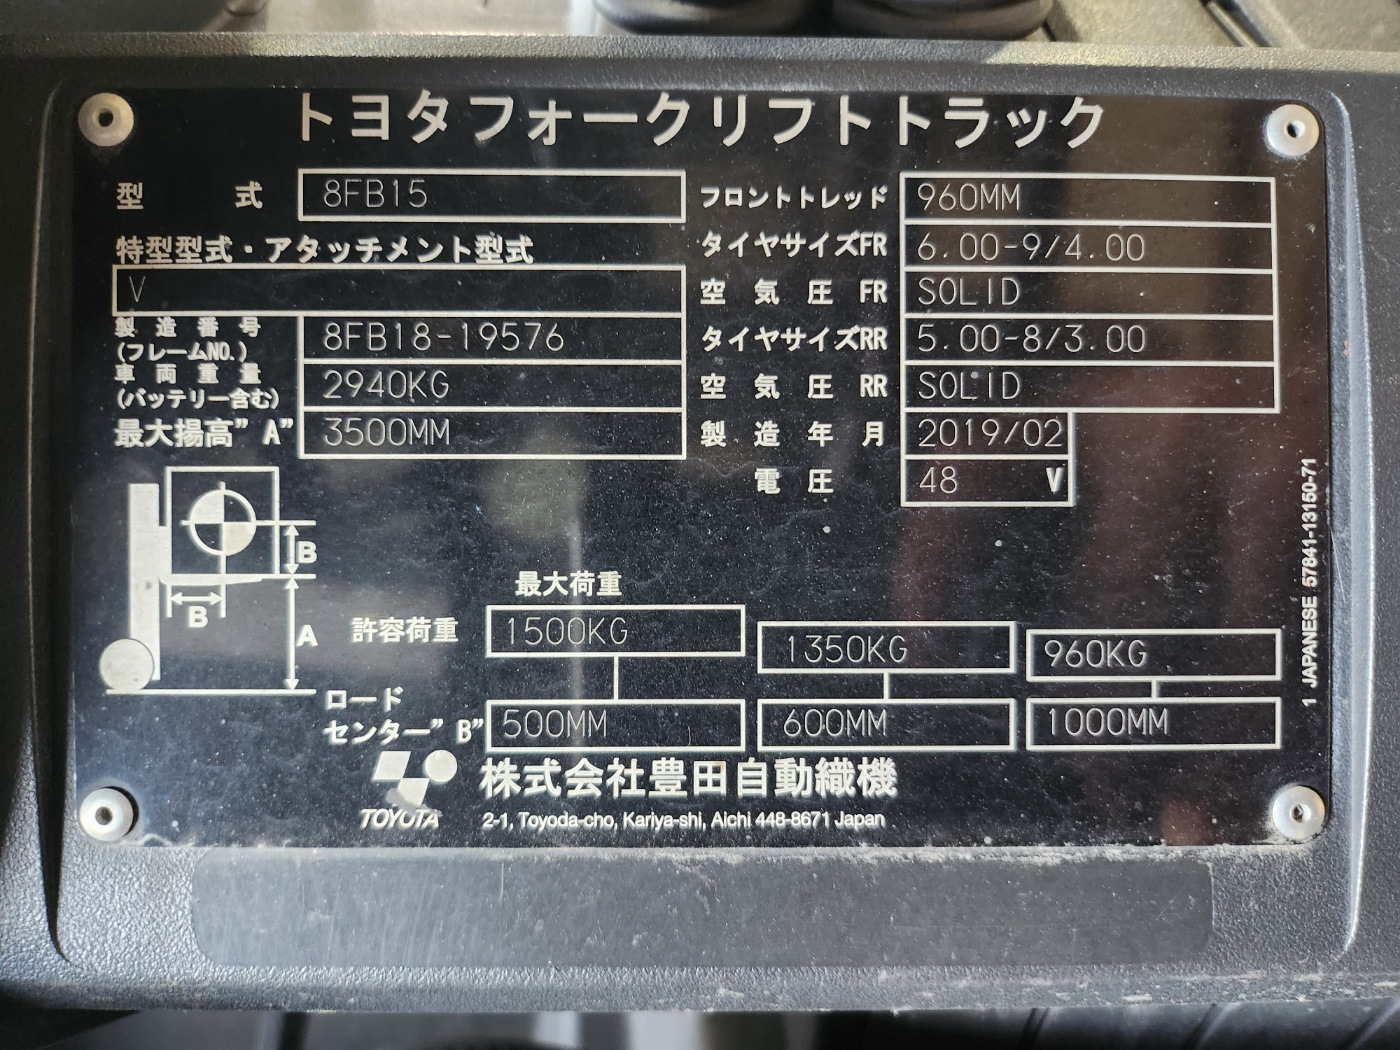 トヨタフォークリフトトラック
型式 8FB15
特型型式・アタッチメント型式
V
製造番号 (フレームNO.) 8FB18-19576
車両重量 (バッテリー含む) 2940KG
最大揚高"A" 3500MM
フロントトレッド 960MM
タイヤサイズFR 6.00-9/4.00
空気圧 FR SOLID
タイヤサイズRR 5.00-8/3.00
空気圧 RR SOLID
製造年月 2019/02
電圧 48 V
B
B
A
最大荷重
許容荷重 1500KG 1350KG 960KG
ロード
センター"B" 500MM 600MM 1000MM
TOYOTA
株式会社豊田自動織機
2-1, Toyoda-cho, Kariya-shi, Aichi 448-8671 Japan
1 JAPANESE 57841-13150-71